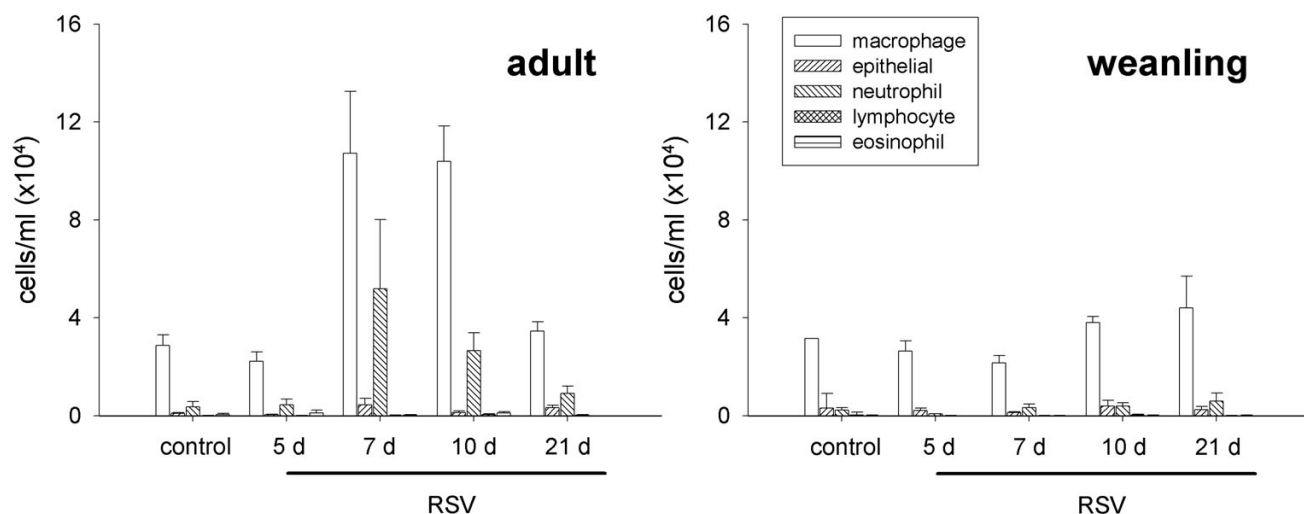 adult
cells/ml (x10⁴)
16
12
8
4
0
control 5 d 7 d 10 d 21 d
RSV
weanling
macrophage
epithelial
neutrophil
lymphocyte
eosinophil
cells/ml (x10⁴)
16
12
8
4
0
control 5 d 7 d 10 d 21 d
RSV